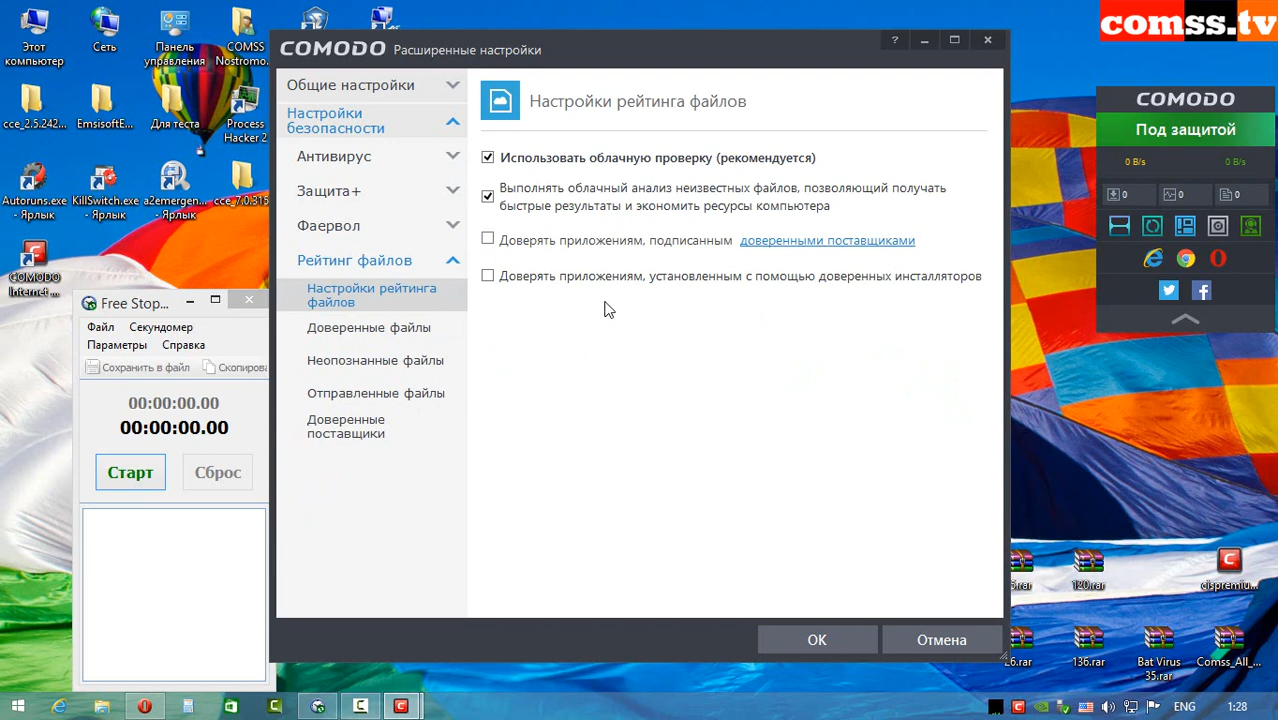 comss.tv
Этот
компьютер
Сеть
Панель
управления
COMSS
Nostromo...
cce_2.5.242...
EmsisoftE...
Для теста
Process
Hacker 2
Autoruns.exe
- Ярлык
KillSwitch.exe
- Ярлык
a2emergen...
- Ярлык
cce_7.0.315
COMODO
Internet ...
COMODO Расширенные настройки
?
Общие настройки
Настройки
безопасности
Антивирус
Защита+
Фаервол
Рейтинг файлов
Настройки рейтинга
файлов
Доверенные файлы
Неопознанные файлы
Отправленные файлы
Доверенные
поставщики
Настройки рейтинга файлов
Использовать облачную проверку (рекомендуется)
Выполнять облачный анализ неизвестных файлов, позволяющий получать
быстрые результаты и экономить ресурсы компьютера
Доверять приложениям, подписанным доверенными поставщиками
Доверять приложениям, установленным с помощью доверенных инсталляторов
OK
Отмена
Free Stop...
Файл Секундомер
Параметры Справка
Сохранить в файл Скопирова
00:00:00.00
00:00:00.00
Старт
Сброс
COMODO
Под защитой
0 B/s 0 B/s
0 0 0
120.rar
cispremiu...
136.rar
Bat Virus
35.rar
Comss_All_...
ENG 1:28